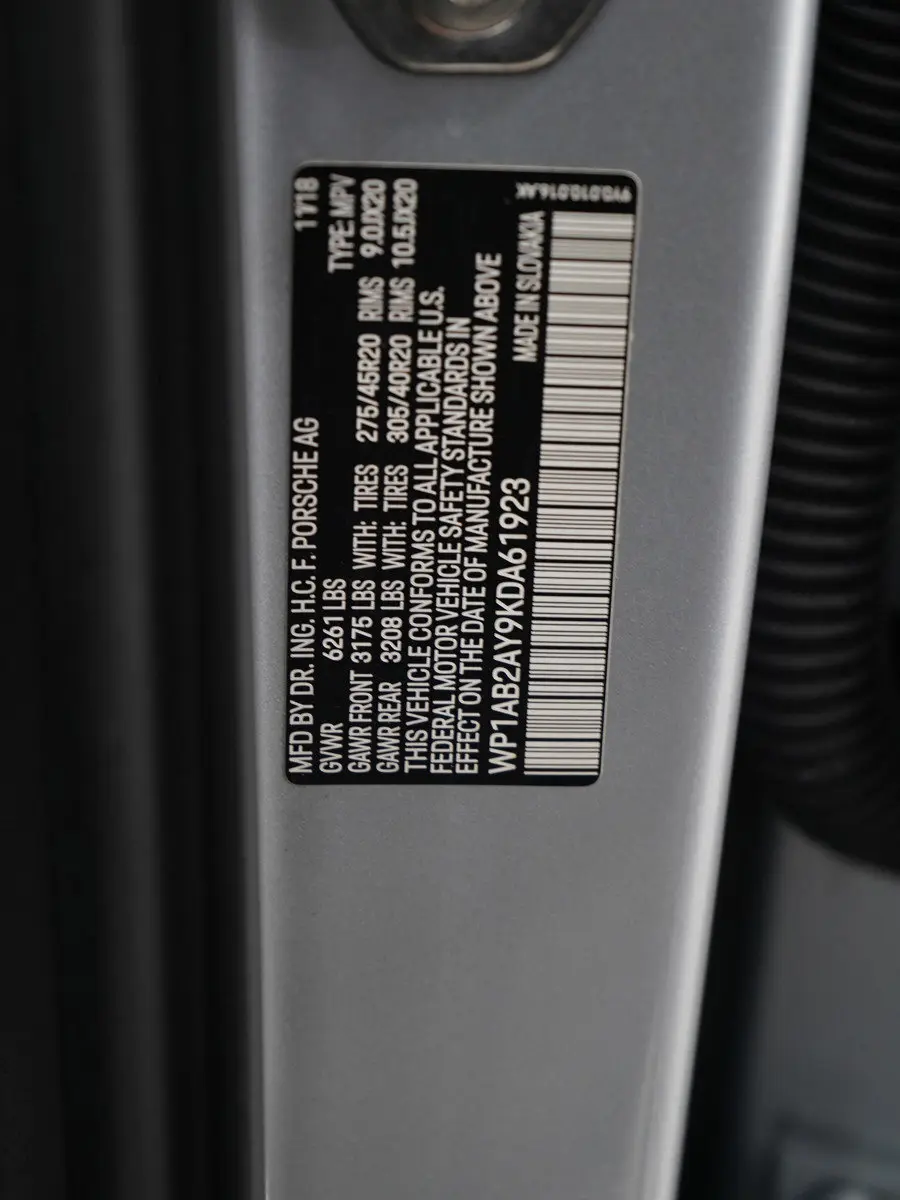 11/18
MFD BY DR. ING. H.C. F. PORSCHE AG
GVWR 6261 LBS TYPE: MPV
GAWR FRONT 3175 LBS WITH: TIRES 275/45R20 RIMS 9.0JX20
GAWR REAR 3208 LBS WITH: TIRES 305/40R20 RIMS 10.5JX20
THIS VEHICLE CONFORMS TO ALL APPLICABLE U.S.
FEDERAL MOTOR VEHICLE SAFETY STANDARDS IN
EFFECT ON THE DATE OF MANUFACTURE SHOWN ABOVE
WP1AB2AY9KDA61923
MADE IN SLOVAKIA
9Y0.010.016.AK